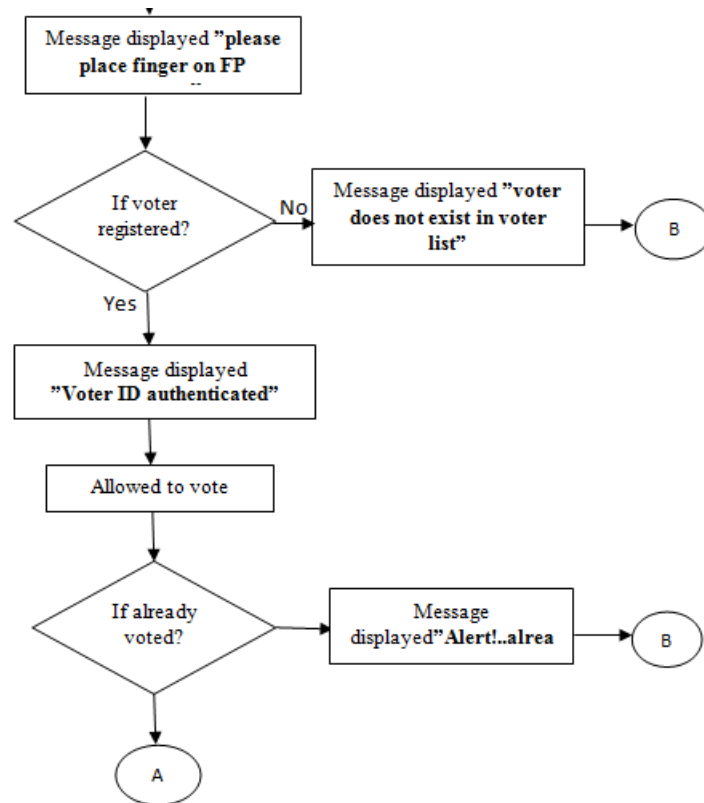 Message displayed ”please
place finger on FP
If voter
registered?
No
Message displayed ”voter
does not exist in voter
list”
B
Yes
Message displayed
”Voter ID authenticated”
Allowed to vote
If already
voted?
Message
displayed”Alert!..alrea
B
A